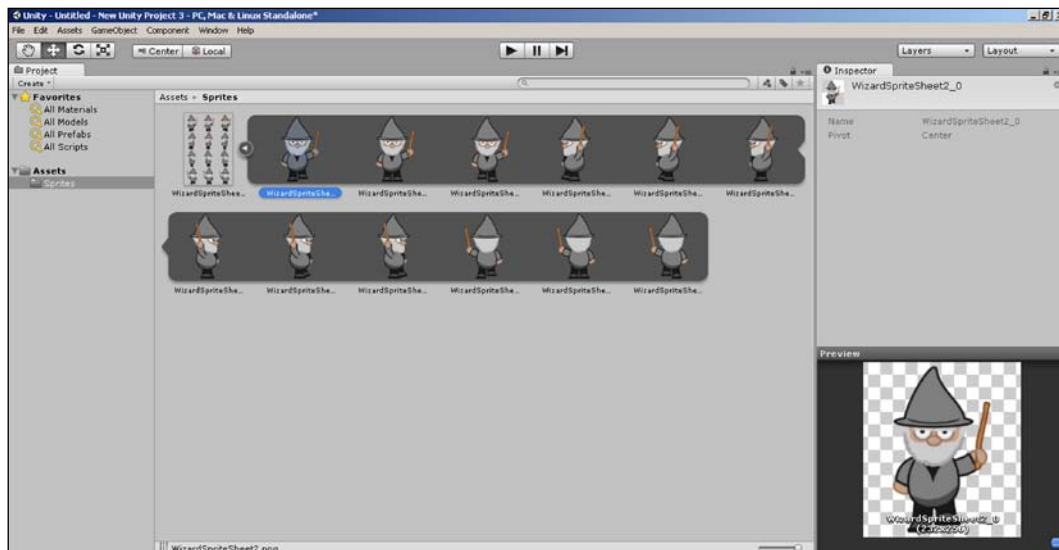 Unity - Untitled - New Unity Project 3 - PC, Mac & Linux Standalone*
File Edit Assets GameObject Component Window Help
Center Local
Layers Layout
Project
Create
Favorites
All Materials
All Models
All Prefabs
All Scripts
Assets
Sprites
Assets Sprites
WizardSpriteShee... WizardSpriteShe... WizardSpriteShe... WizardSpriteShe... WizardSpriteShe... WizardSpriteShe... WizardSpriteShe...
WizardSpriteShe... WizardSpriteShe... WizardSpriteShe... WizardSpriteShe... WizardSpriteShe... WizardSpriteShe...
WizardSpriteSheet2.png
Inspector
WizardSpriteSheet2_0
Name WizardSpriteSheet2_0
Pivot Center
Preview
WizardSpriteSheet2_0